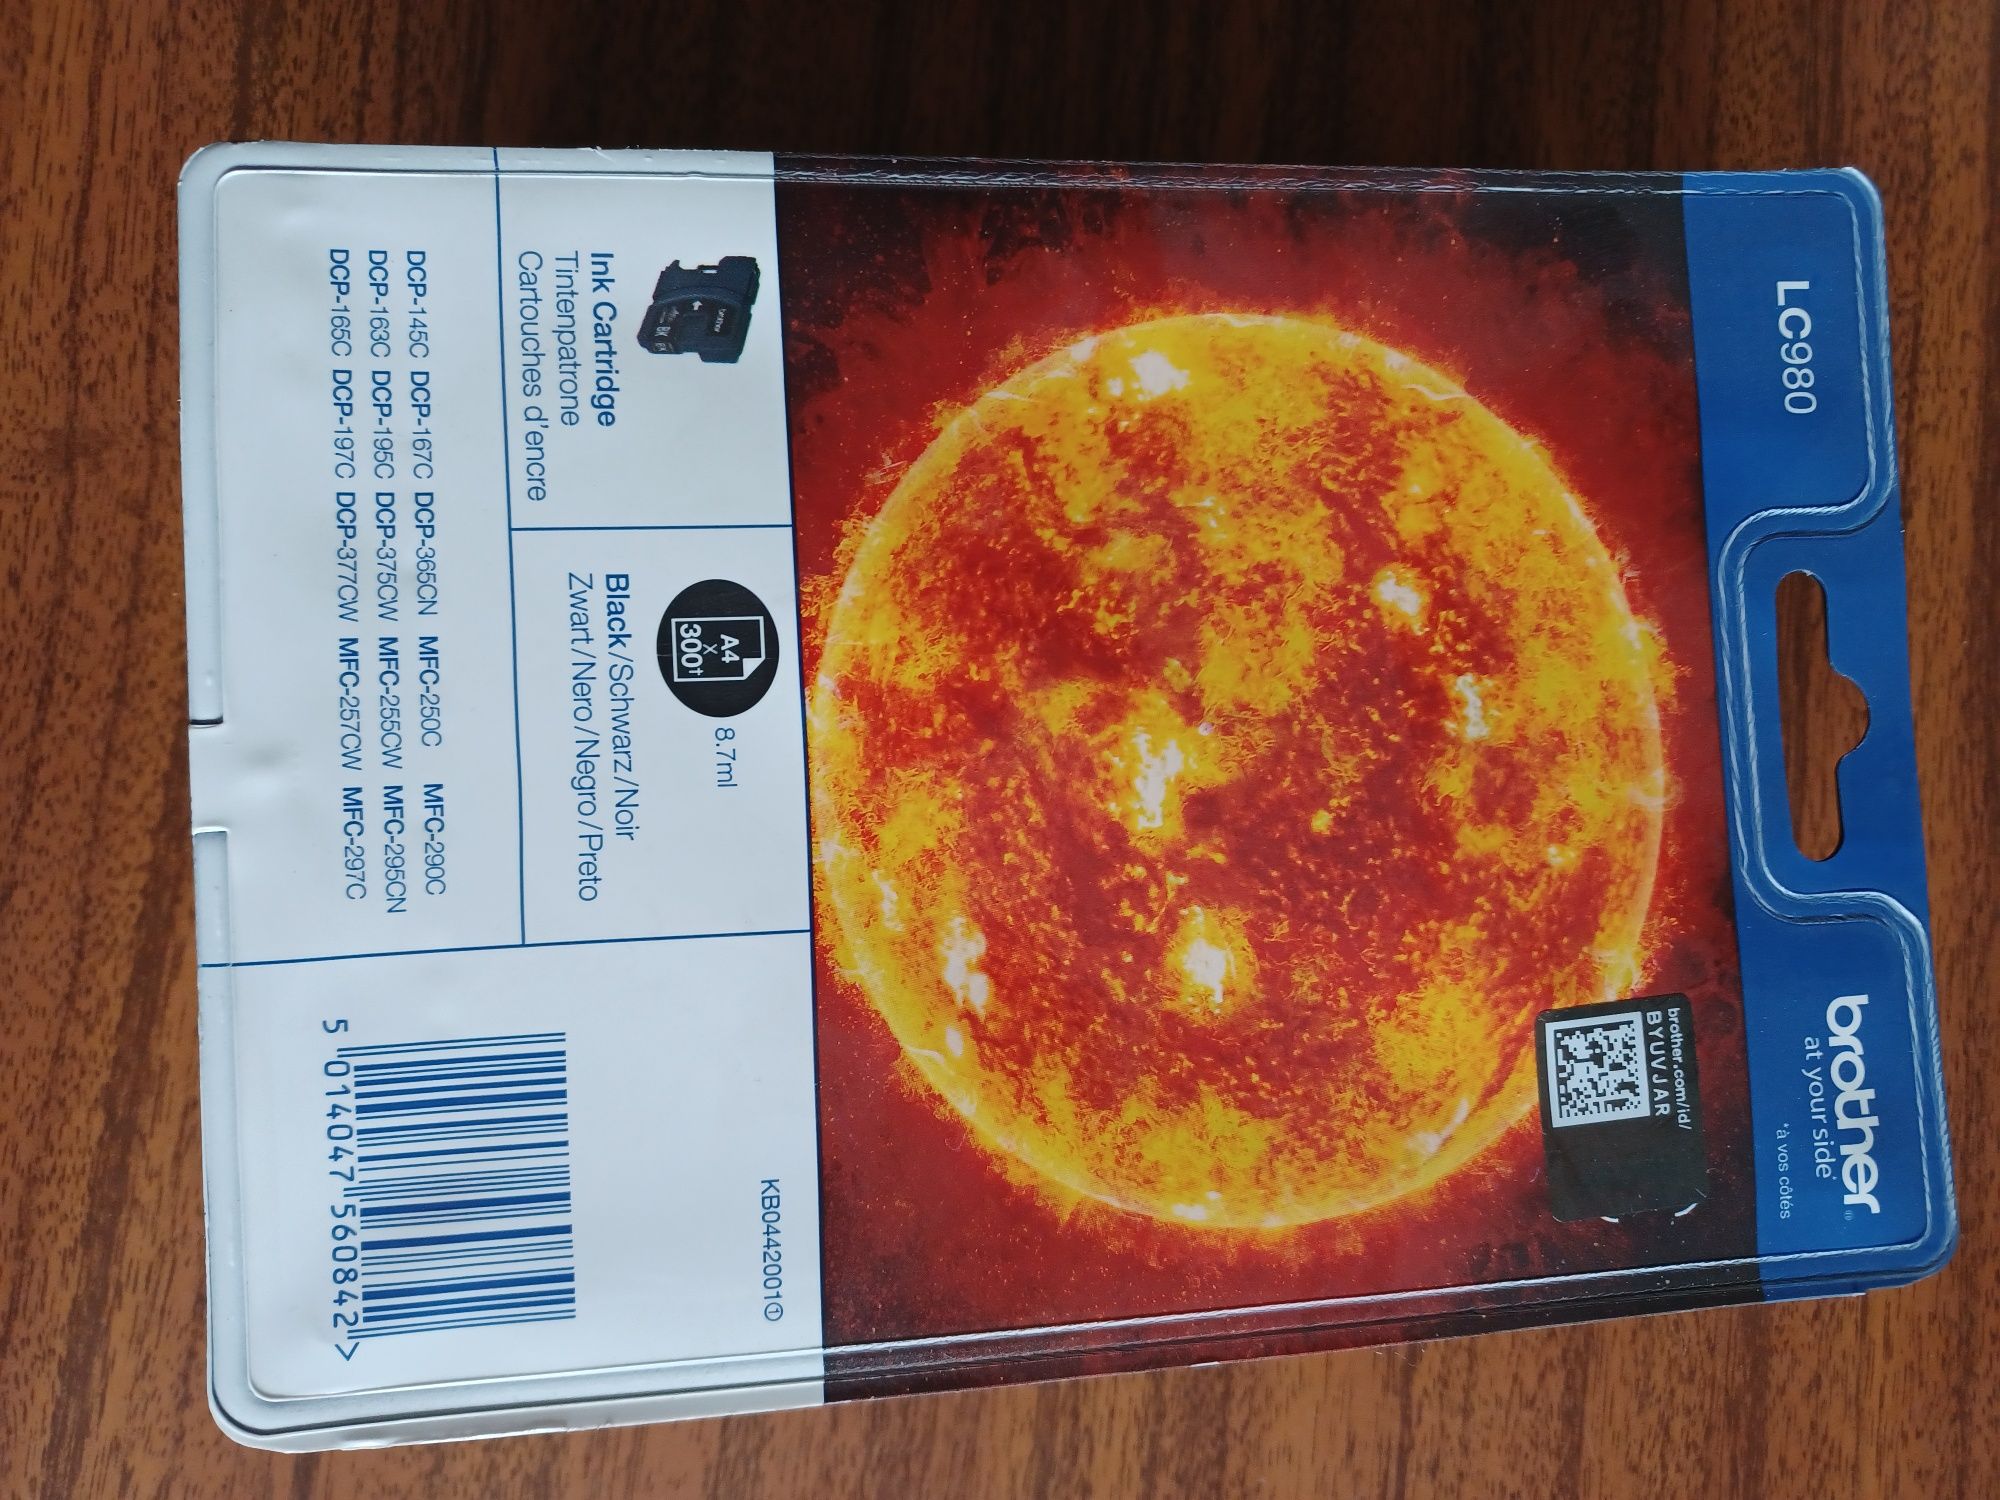 LC980
brother
at your side
*à vos côtés
brother.com/id/
BYUVJAR
Ink Cartridge
Tintenpatrone
Cartouches d'encre
A4
x
300†
8.7ml
Black/Schwarz/Noir
Zwart/Nero/Negro/Preto
KB0442001①
DCP-145C DCP-167C DCP-365CN MFC-250C MFC-290C
DCP-163C DCP-195C DCP-375CW MFC-255CW MFC-295CN
DCP-165C DCP-197C DCP-377CW MFC-257CW MFC-297C
5 014047 560842 >